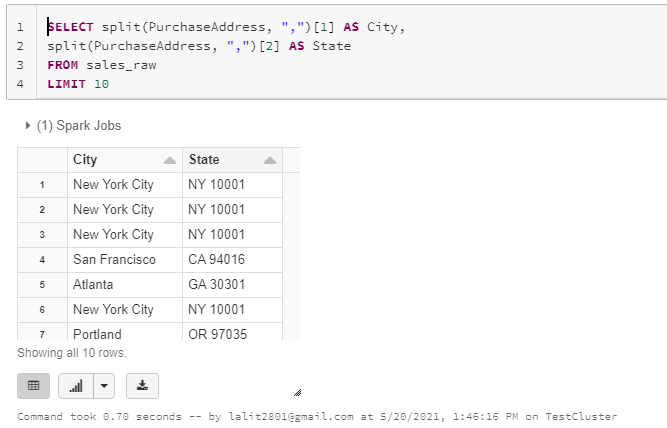 1 SELECT split(PurchaseAddress, ",")[1] AS City,
2 split(PurchaseAddress, ",")[2] AS State
3 FROM sales_raw
4 LIMIT 10
(1) Spark Jobs
City State
1 New York City NY 10001
2 New York City NY 10001
3 New York City NY 10001
4 San Francisco CA 94016
5 Atlanta GA 30301
6 New York City NY 10001
7 Portland OR 97035
Showing all 10 rows.
Command took 0.70 seconds -- by lalit2801@gmail.com at 5/20/2021, 1:46:16 PM on TestCluster